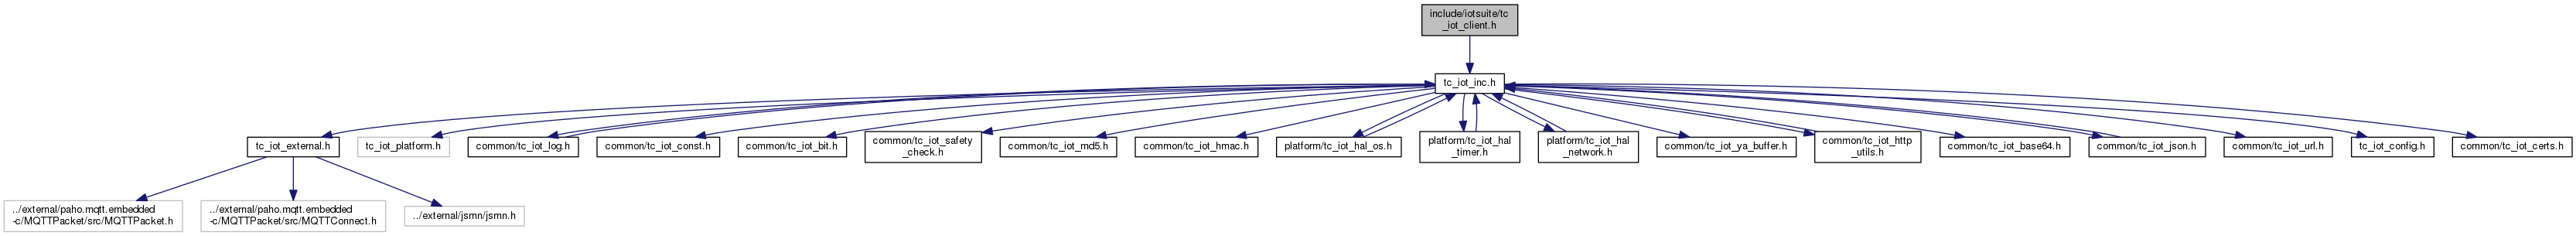 include/iotsuite/tc
_iot_client.h
tc_iot_inc.h
tc_iot_external.h
tc_iot_platform.h
common/tc_iot_log.h
common/tc_iot_const.h
common/tc_iot_bit.h
common/tc_iot_safety
_check.h
common/tc_iot_md5.h
common/tc_iot_hmac.h
platform/tc_iot_hal_os.h
platform/tc_iot_hal
_timer.h
platform/tc_iot_hal
_network.h
common/tc_iot_ya_buffer.h
common/tc_iot_http
_utils.h
common/tc_iot_base64.h
common/tc_iot_json.h
common/tc_iot_url.h
tc_iot_config.h
common/tc_iot_certs.h
../external/paho.mqtt.embedded
-c/MQTTPacket/src/MQTTPacket.h
../external/paho.mqtt.embedded
-c/MQTTPacket/src/MQTTConnect.h
../external/jsmn/jsmn.h